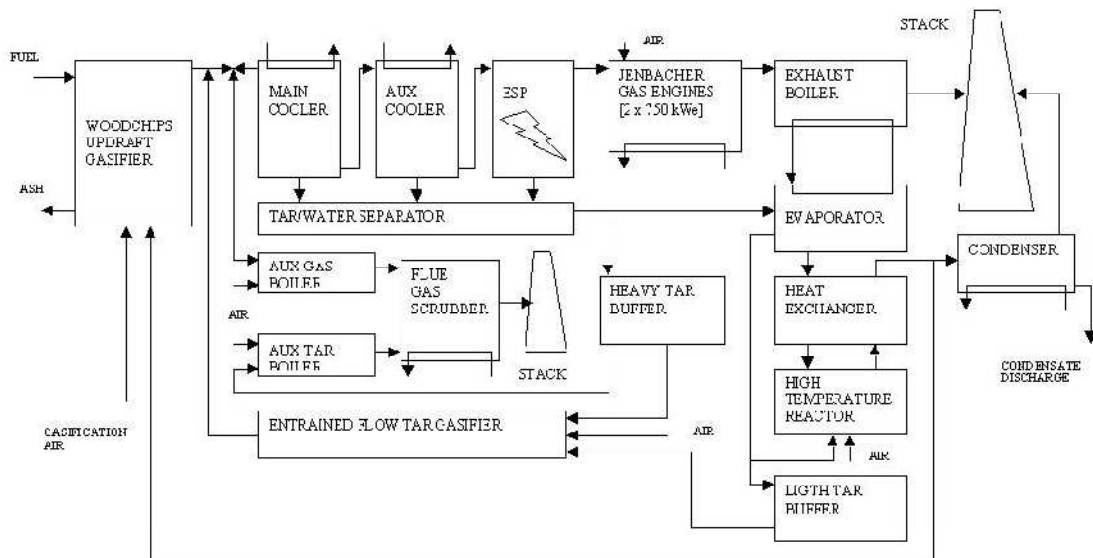 STACK
AIR
FUEL
MAIN
COOLER
AUX
COOLER
ESP
JENBACHER
GAS ENGINES
[2 x 750 kWe]
EXHAUST
BOILER
WOODCHIPS
UPDRAFT
GASIFIER
ASH
TAR/WATER SEPARATOR
EVAPORATOR
CONDENSER
AUX GAS
BOILER
FLUE
GAS
SCRUBBER
HEAVY TAR
BUFFER
HEAT
EXCHANGER
AIR
AUX TAR
BOILER
STACK
CONDENSATE
DISCHARGE
HIGH
TEMPERATURE
REACTOR
ENTRAINED FLOW TAR GASIFIER
AIR
GASIFICATION
AIR
AIR
LIGTH TAR
BUFFER